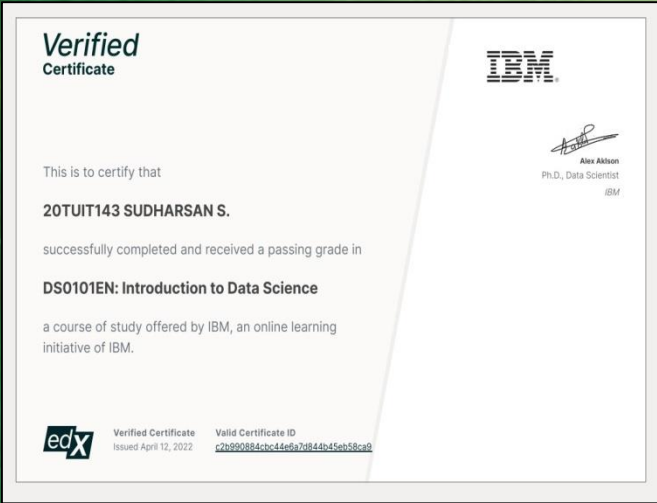 Verified
Certificate
IBM
Alex Aklson
Ph.D., Data Scientist
IBM
This is to certify that
20TUIT143 SUDHARSAN S.
successfully completed and received a passing grade in
DS0101EN: Introduction to Data Science
a course of study offered by IBM, an online learning
initiative of IBM.
edX
Verified Certificate
Issued April 12, 2022
Valid Certificate ID
c2b990884cbc44e6a7d844b45eb58ca9